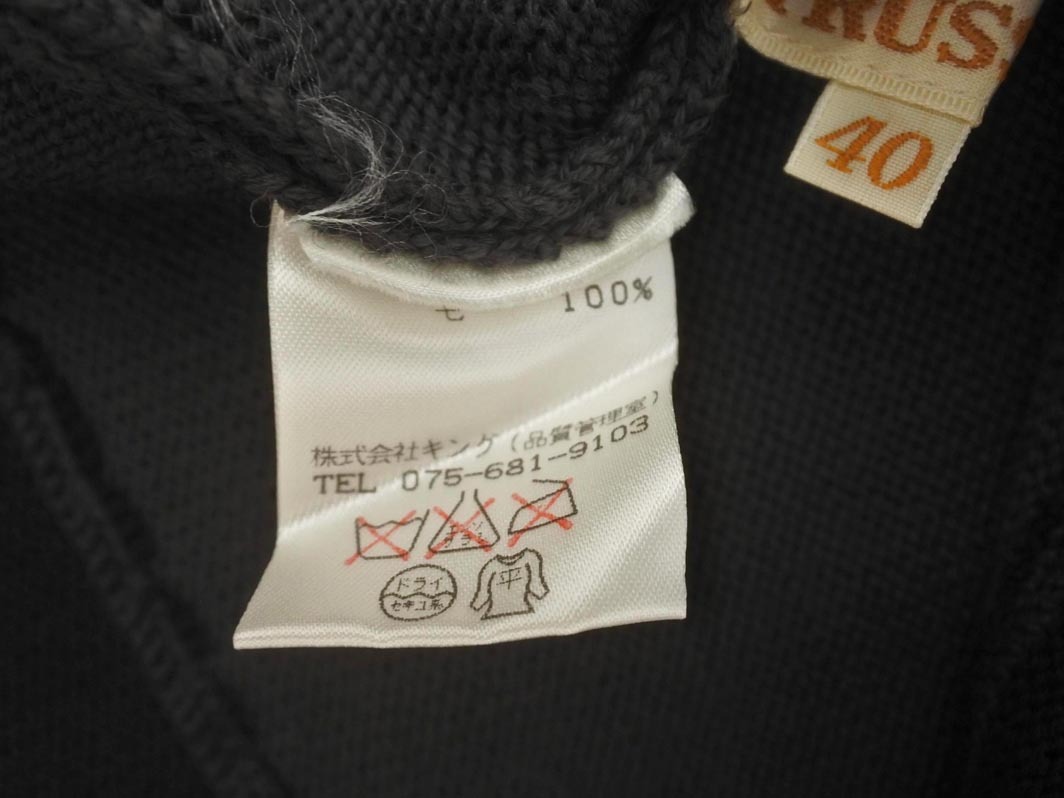 RUS
40
毛 100%
株式会社キング(品質管理室)
TEL 075-681-9103
ドライ
セキユ系
平